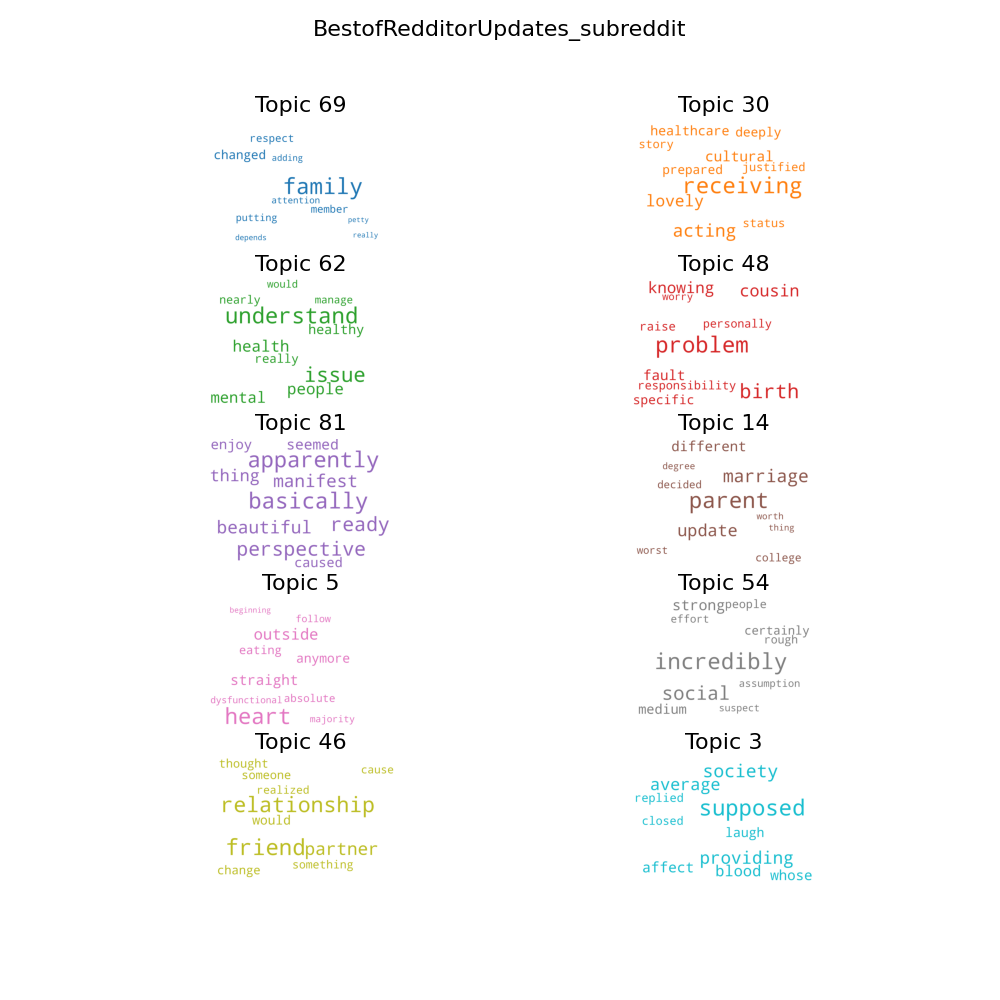 BestofRedditorUpdates_subreddit
Topic 69
respect
changed adding
family
attention
member
putting petty
depends really
Topic 30
healthcare deeply
story
cultural
prepared justified
receiving
lovely
acting status
Topic 62
would
nearly manage
understand
healthy
health
really
issue
people
mental
Topic 48
knowing cousin
worry
raise personally
problem
fault
responsibility birth
specific
Topic 81
enjoy seemed
apparently
thing manifest
basically
beautiful ready
perspective
caused
Topic 14
different
degree
decided marriage
parent
worth
update thing
worst
college
Topic 5
beginning
follow
outside
eating
anymore
straight
dysfunctional absolute
heart majority
Topic 54
strong people
effort
certainly
rough
incredibly
assumption
social
medium suspect
Topic 46
thought
someone cause
realized
relationship
would
friend partner
something
change
Topic 3
society
average
replied
supposed
closed
laugh
providing
affect blood whose